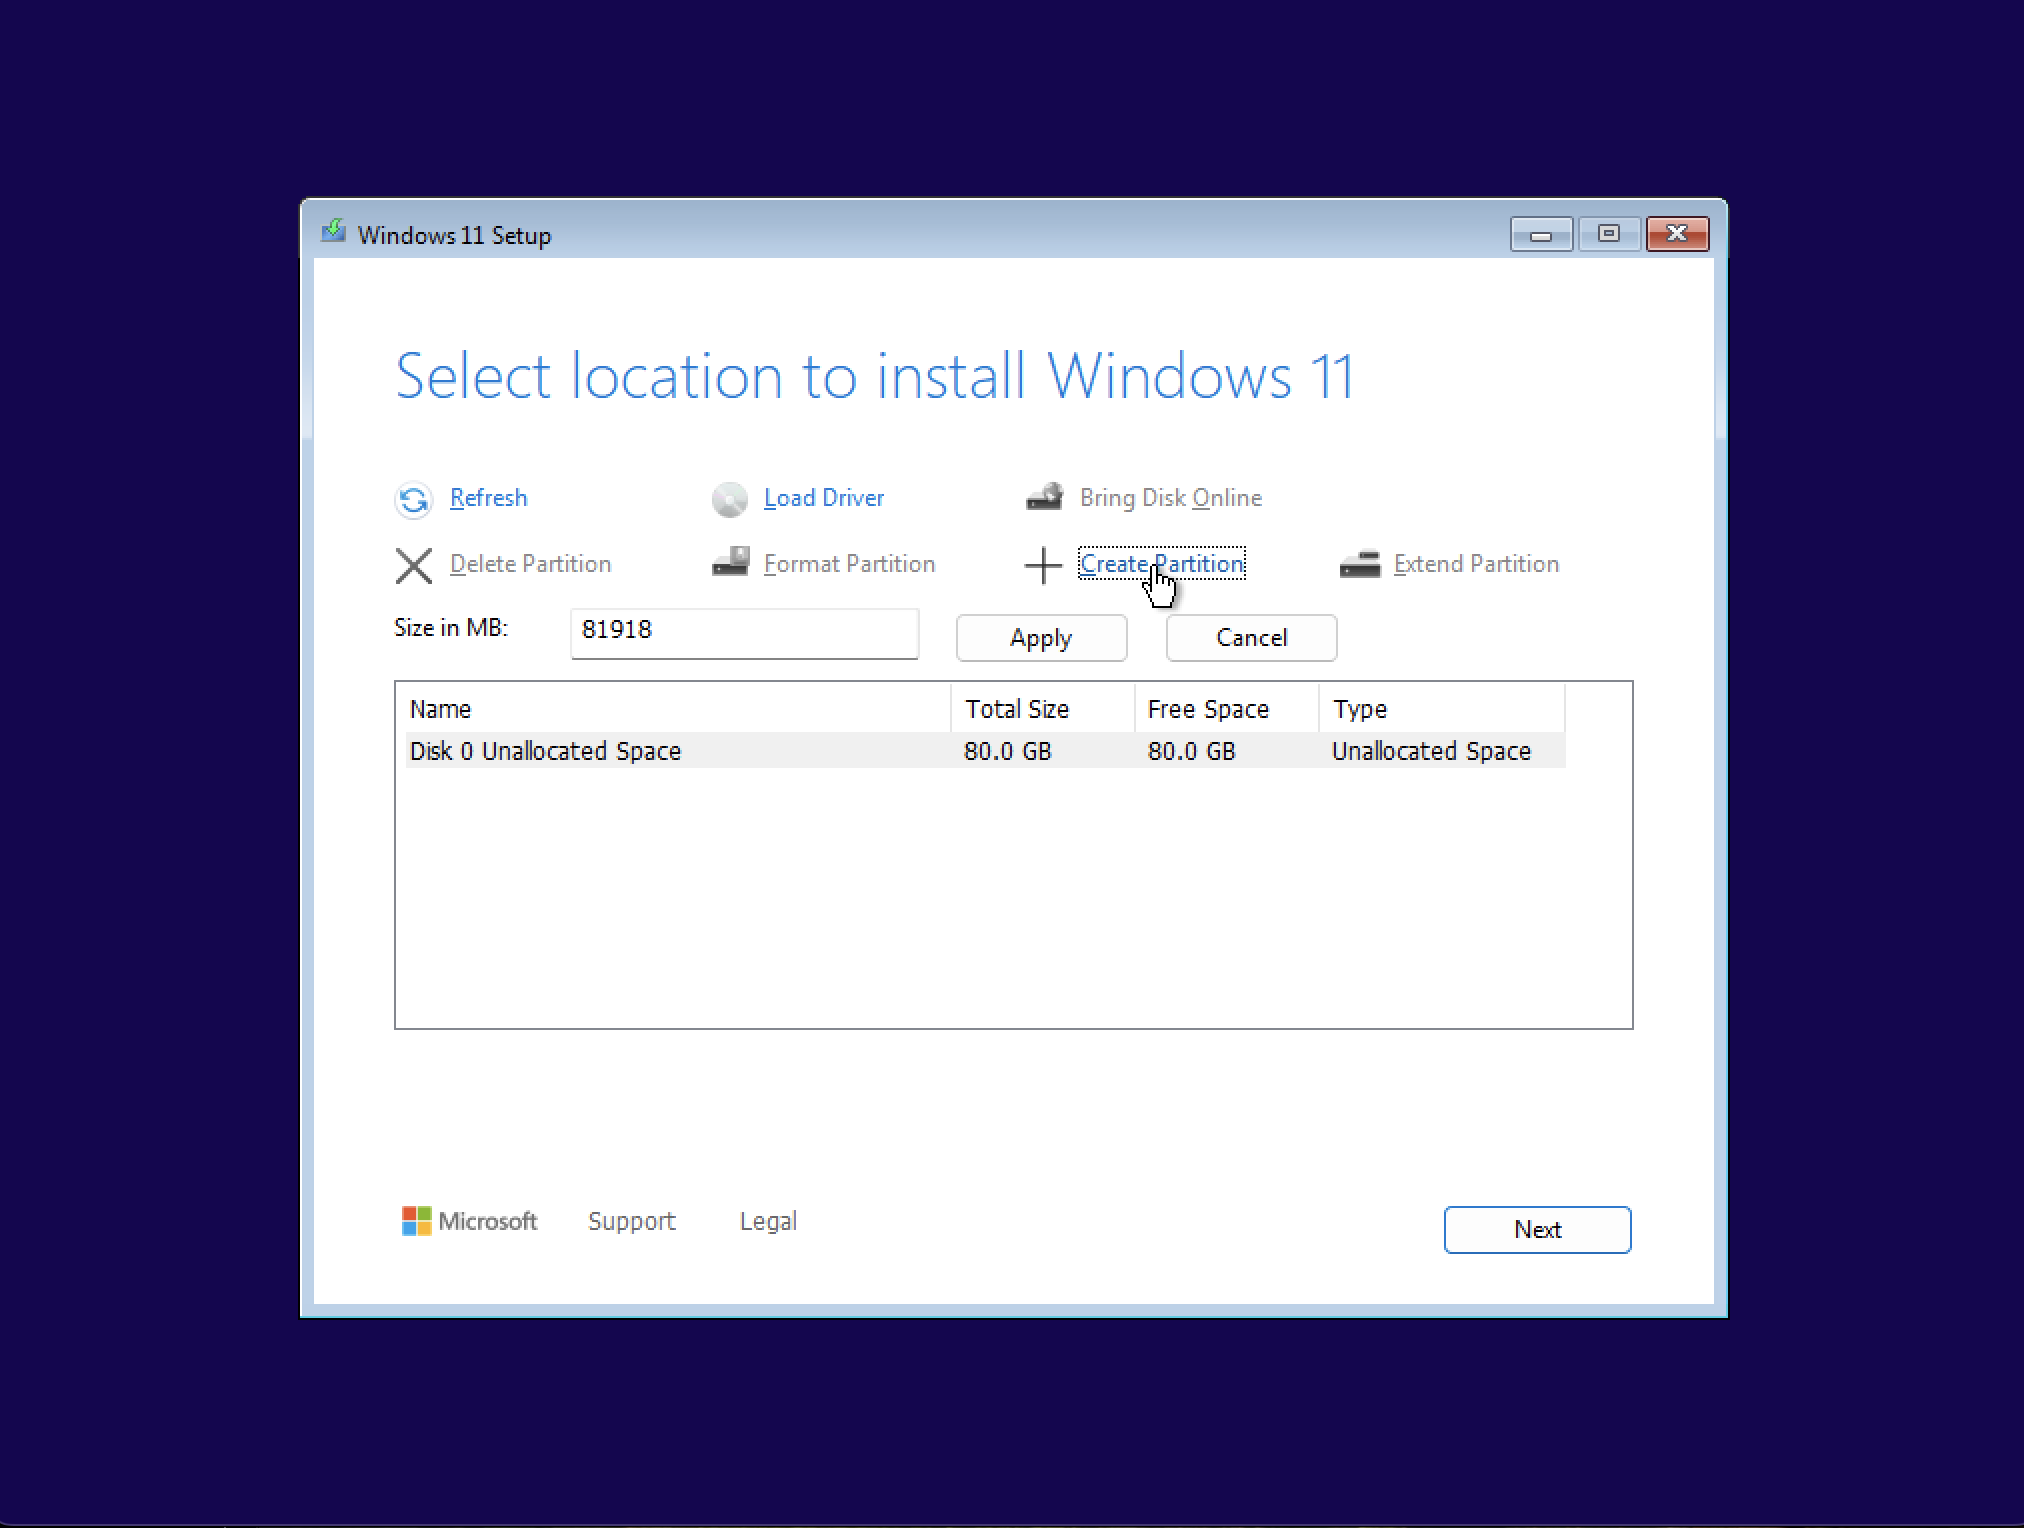 Windows 11 Setup
Select location to install Windows 11
Refresh Load Driver Bring Disk Online
Delete Partition Format Partition Create Partition Extend Partition
Size in MB: 81918 Apply Cancel
Name Total Size Free Space Type
Disk 0 Unallocated Space 80.0 GB 80.0 GB Unallocated Space
Microsoft Support Legal Next